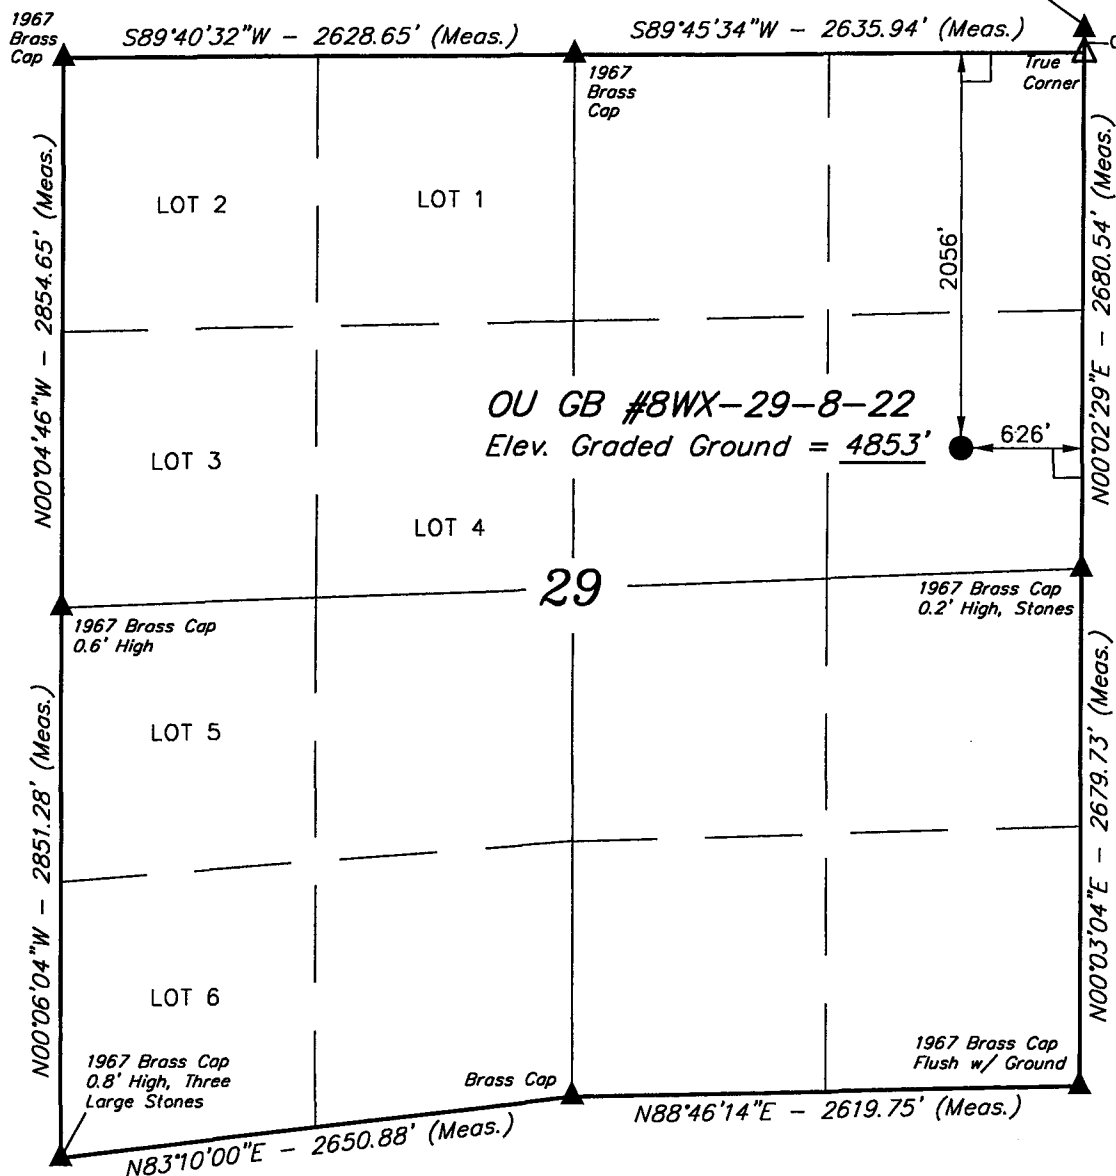 1967
Brass
Cap
S89°40'32"W - 2628.65' (Meas.)
S89°45'34"W - 2635.94' (Meas.)
1967
Brass
Cap
True
Corner
N00°04'46"W - 2854.65' (Meas.)
LOT 2
LOT 1
2056'
N00°02'29"E - 2680.54' (Meas.)
OU GB #8WX-29-8-22
Elev. Graded Ground = 4853'
626'
LOT 3
LOT 4
29
1967 Brass Cap
0.6' High
1967 Brass Cap
0.2' High, Stones
N00°06'04"W - 2851.28' (Meas.)
LOT 5
N00°03'04"E - 2679.73' (Meas.)
LOT 6
1967 Brass Cap
0.8' High, Three
Large Stones
Brass Cap
1967 Brass Cap
Flush w/ Ground
N83°10'00"E - 2650.88' (Meas.)
N88°46'14"E - 2619.75' (Meas.)